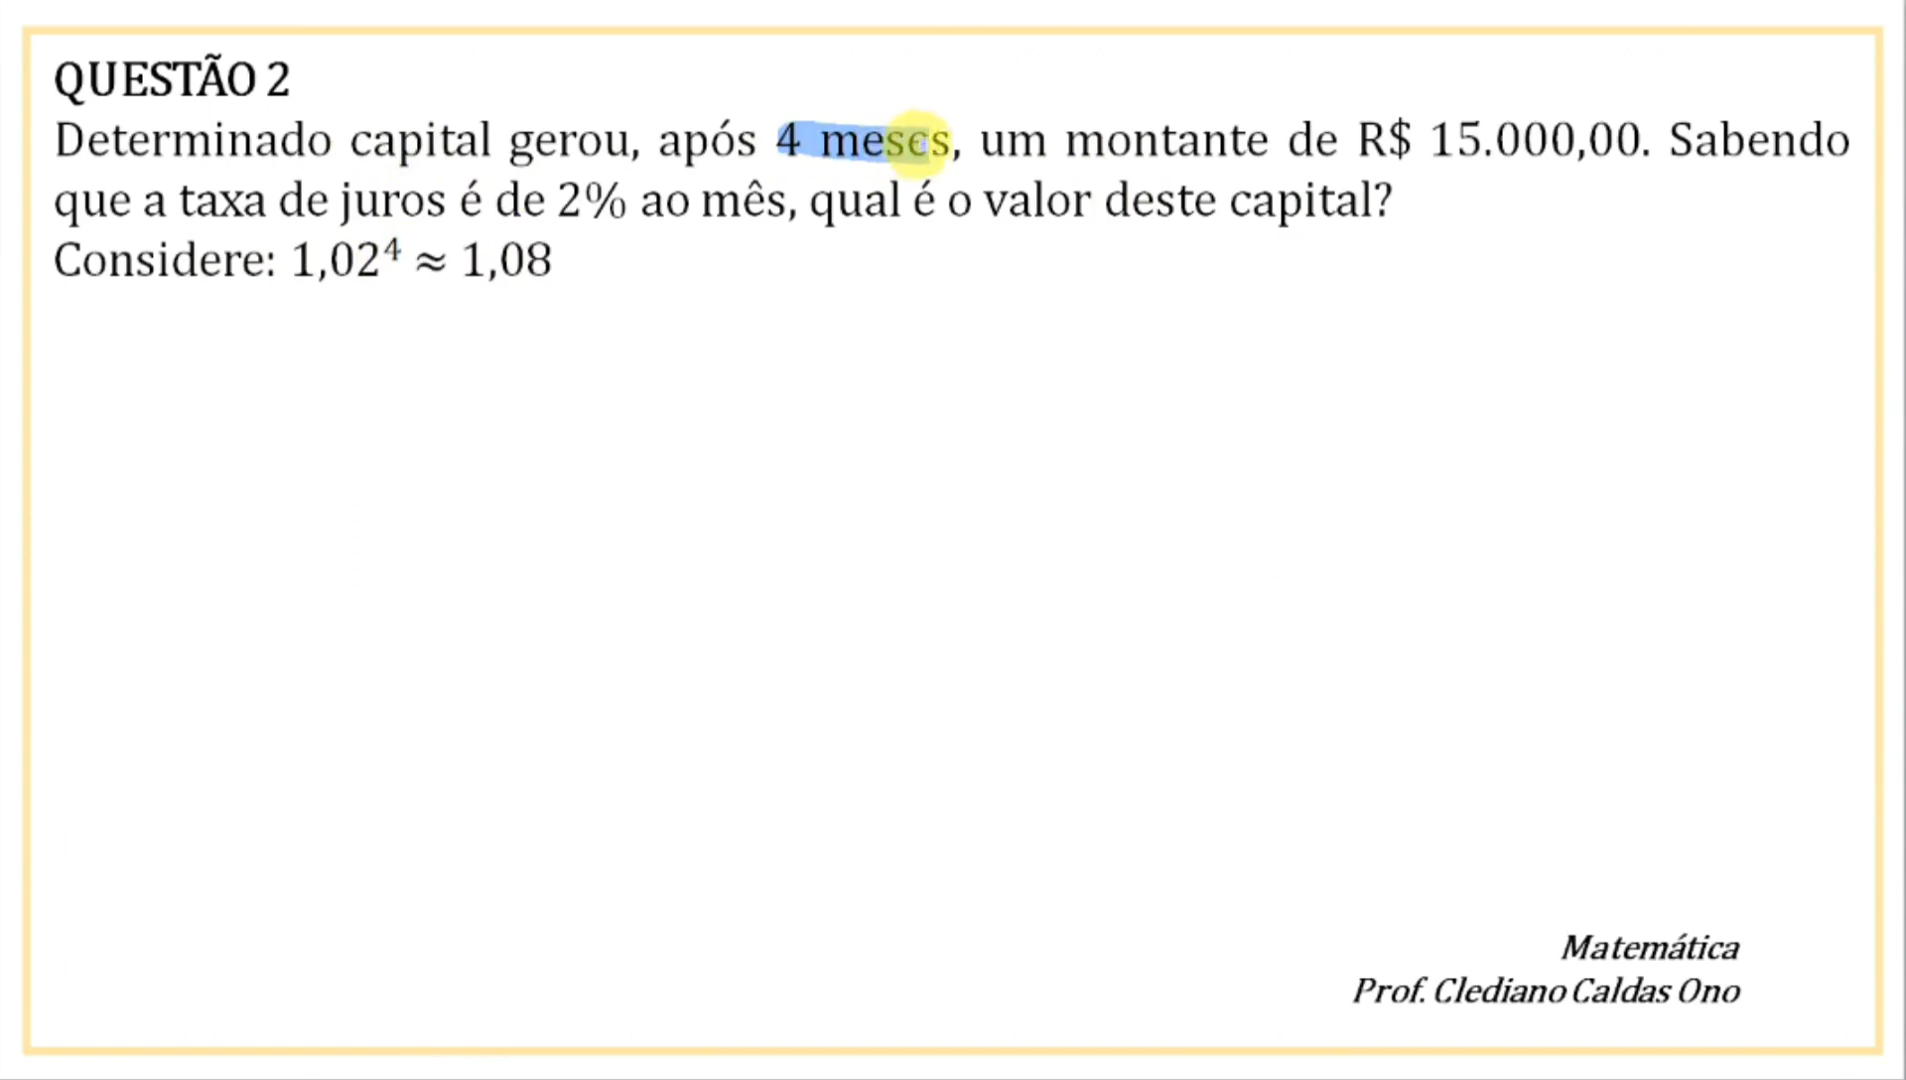 QUESTÃO 2
Determinado capital gerou, após 4 meses, um montante de R$ 15.000,00. Sabendo
que a taxa de juros é de 2% ao mês, qual é o valor deste capital?
Considere: 1,02⁴ ≈ 1,08
Matemática
Prof. Clediano Caldas Ono